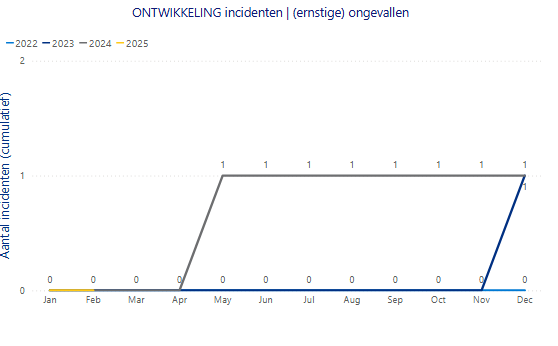 ONTWIKKELING incidenten | (ernstige) ongevallen
2022 2023 2024 2025
Aantal incidenten (cumulatief)
2
1 1 1 1 1 1 1 1
1
1
0 0 0 0 0 0 0 0 0 0 0 0
0
Jan Feb Mar Apr May Jun Jul Aug Sep Oct Nov Dec